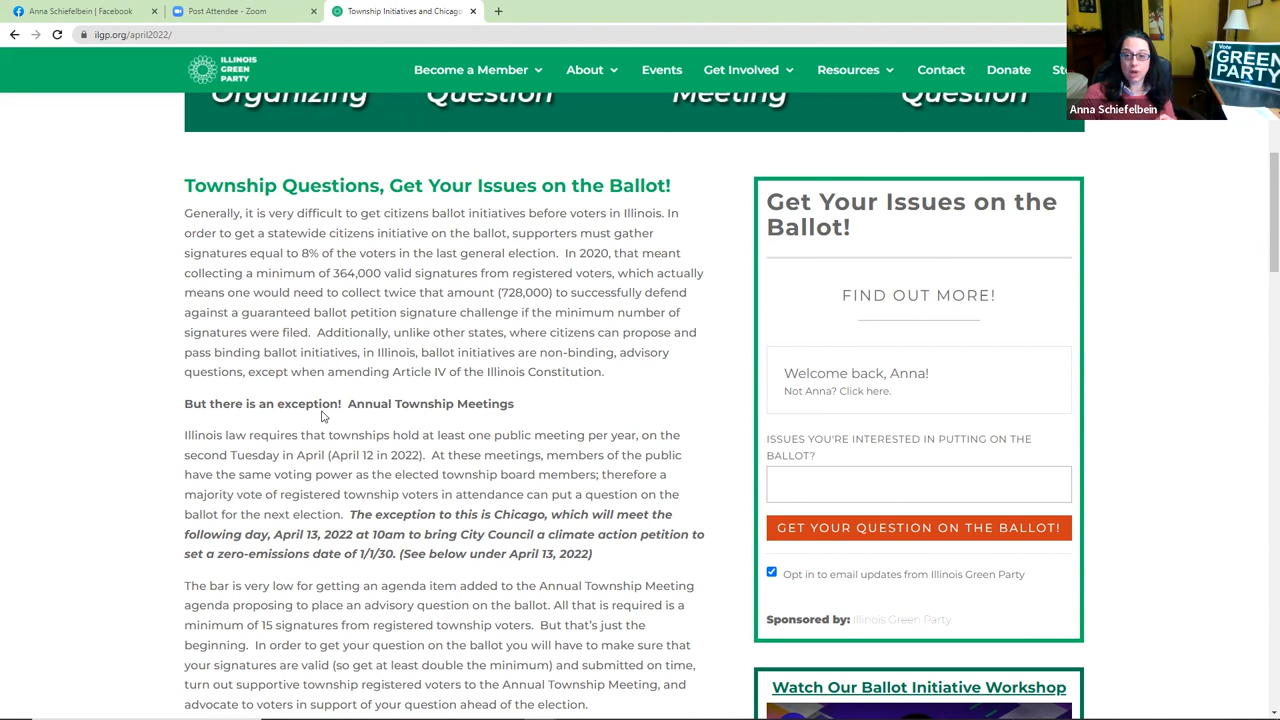 Anna Schiefelbein | Facebook
Post Attendee - Zoom
Township Initiatives and Chicago
ilgp.org/april2022/
ILLINOIS
GREEN
PARTY
Become a Member
About
Events
Get Involved
Resources
Contact
Donate
Vote
GREEN
PARTY
Anna Schiefelbein
Organizing
Question
Meeting
Question
Township Questions, Get Your Issues on the Ballot!
Generally, it is very difficult to get citizens ballot initiatives before voters in Illinois. In
order to get a statewide citizens initiative on the ballot, supporters must gather
signatures equal to 8% of the voters in the last general election.  In 2020, that meant
collecting a minimum of 364,000 valid signatures from registered voters, which actually
means one would need to collect twice that amount (728,000) to successfully defend
against a guaranteed ballot petition signature challenge if the minimum number of
signatures were filed.  Additionally, unlike other states, where citizens can propose and
pass binding ballot initiatives, in Illinois, ballot initiatives are non-binding, advisory
questions, except when amending Article IV of the Illinois Constitution.
But there is an exception!  Annual Township Meetings
Illinois law requires that townships hold at least one public meeting per year, on the
second Tuesday in April (April 12 in 2022).  At these meetings, members of the public
have the same voting power as the elected township board members; therefore a
majority vote of registered township voters in attendance can put a question on the
ballot for the next election.  The exception to this is Chicago, which will meet the
following day, April 13, 2022 at 10am to bring City Council a climate action petition to
set a zero-emissions date of 1/1/30. (See below under April 13, 2022)
The bar is very low for getting an agenda item added to the Annual Township Meeting
agenda proposing to place an advisory question on the ballot. All that is required is a
minimum of 15 signatures from registered township voters.  But that's just the
beginning.  In order to get your question on the ballot you will have to make sure that
your signatures are valid (so get at least double the minimum) and submitted on time,
turn out supportive township registered voters to the Annual Township Meeting, and
advocate to voters in support of your question ahead of the election.
Get Your Issues on the
Ballot!
FIND OUT MORE!
Welcome back, Anna!
Not Anna? Click here.
ISSUES YOU'RE INTERESTED IN PUTTING ON THE
BALLOT?
GET YOUR QUESTION ON THE BALLOT!
Opt in to email updates from Illinois Green Party
Sponsored by: Illinois Green Party
Watch Our Ballot Initiative Workshop